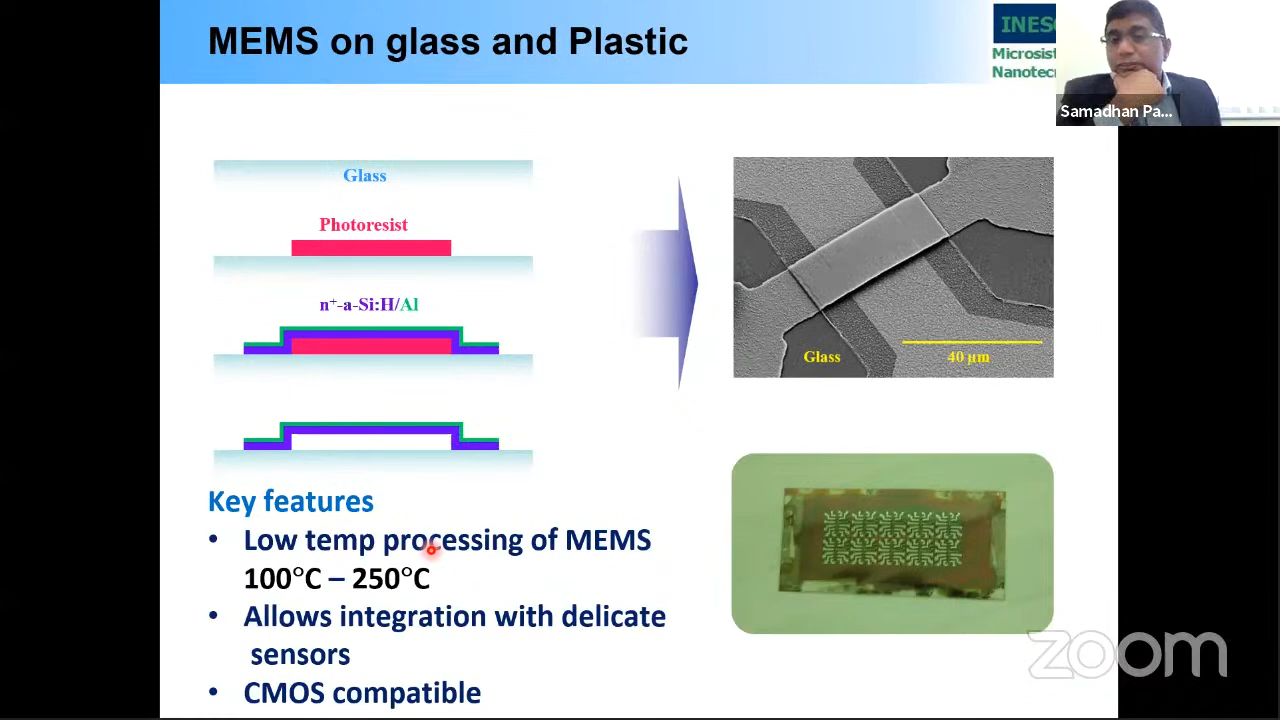 MEMS on glass and Plastic
INES
Microsist
Nanotec
Samadhan Pa...
Glass
Photoresist
n⁺-a-Si:H/Al
Glass
40 µm
Key features
• Low temp processing of MEMS
100°C – 250°C
• Allows integration with delicate
sensors
• CMOS compatible
zoom